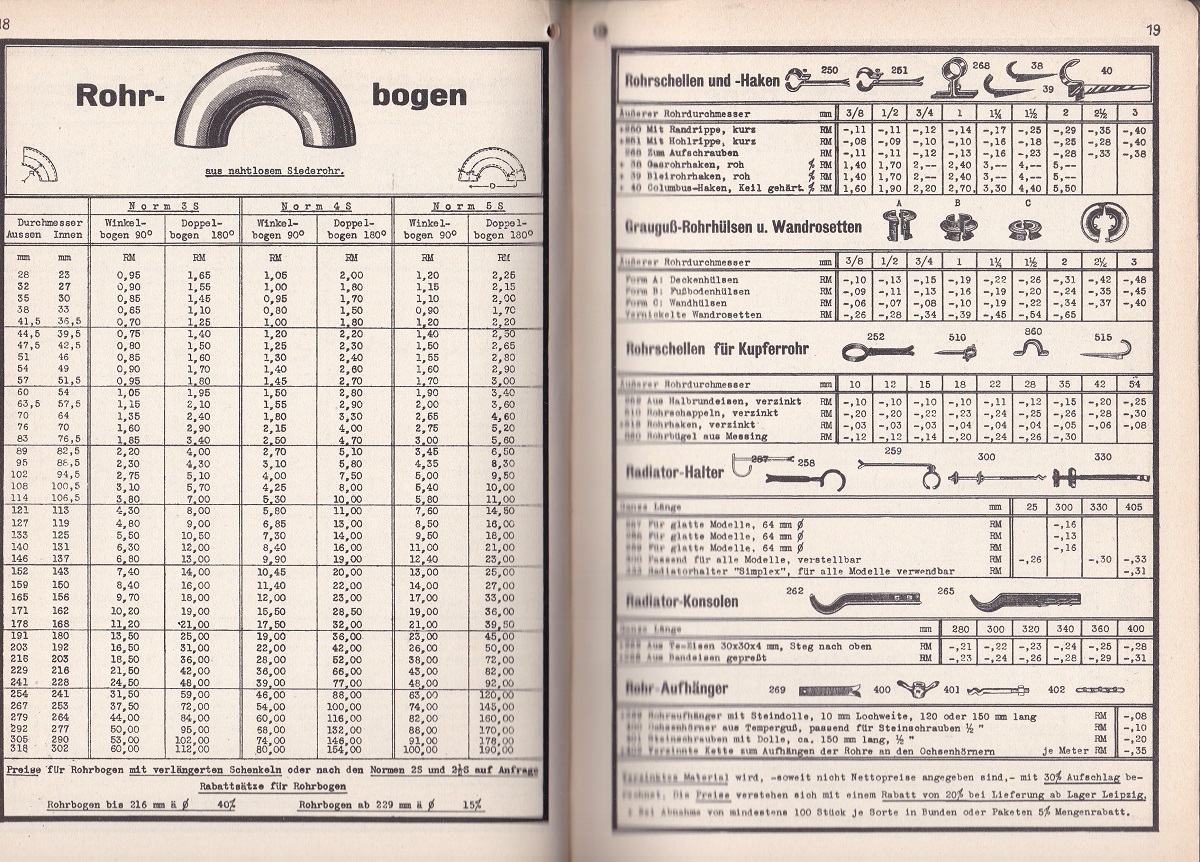 18
Rohr- bogen
aus nahtlosem Siederohr.
D
Norm 3S Norm 4S Norm 5S
Durchmesser Winkel- Doppel- Winkel- Doppel- Winkel- Doppel-
Aussen Innen bogen 90° bogen 180° bogen 90° bogen 180° bogen 90° bogen 180°
mm mm RM RM RM RM RM RM
28 23 0,95 1,65 1,05 2,00 1,20 2,25
32 27 0,90 1,55 1,00 1,80 1,15 2,15
35 30 0,85 1,45 0,95 1,70 1,10 2,00
38 33 0,65 1,10 0,80 1,50 0,90 1,70
41,5 36,5 0,70 1,25 1,00 1,80 1,20 2,20
44,5 39,5 0,75 1,40 1,20 2,20 1,40 2,30
47,5 42,5 0,80 1,50 1,25 2,30 1,50 2,65
51 46 0,85 1,60 1,30 2,40 1,55 2,80
54 49 0,90 1,70 1,40 2,60 1,60 2,90
57 51,5 0,95 1,80 1,45 2,70 1,70 3,00
60 54 1,05 1,95 1,50 2,80 1,90 3,40
63,5 57,5 1,15 2,10 1,55 2,90 2,00 3,60
70 64 1,35 2,40 1,80 3,30 2,65 4,60
76 70 1,60 2,90 2,15 4,00 2,75 5,20
83 76,5 1,85 3,40 2,50 4,70 3,00 5,60
89 82,5 2,20 4,00 2,70 5,10 3,45 6,50
95 88,5 2,30 4,30 3,10 5,80 4,35 8,30
102 94,5 2,75 5,10 4,00 7,50 5,00 9,50
108 100,5 3,10 5,70 4,25 8,00 5,40 10,00
114 106,5 3,80 7,00 5,30 10,00 5,80 11,00
121 113 4,30 8,00 5,80 11,00 7,60 14,50
127 119 4,80 9,00 6,85 13,00 8,50 16,00
133 125 5,50 10,50 7,30 14,00 9,50 18,00
140 131 6,30 12,00 8,40 16,00 11,00 21,00
146 137 6,80 13,00 9,90 19,00 12,40 23,00
152 143 7,40 14,00 10,45 20,00 13,00 25,00
159 150 8,40 16,00 11,40 22,00 14,00 27,00
165 156 9,70 18,00 12,00 23,00 17,00 33,00
171 162 10,20 19,00 15,50 28,50 19,00 36,00
178 168 11,20 21,00 17,50 32,00 21,00 39,50
191 180 13,50 25,00 19,00 36,00 23,00 45,00
203 192 16,50 31,00 22,00 42,00 26,00 50,00
216 203 18,50 36,00 28,00 52,00 38,00 72,00
229 216 21,50 42,00 36,00 66,00 43,00 82,00
241 228 24,50 48,00 39,00 77,00 48,00 92,00
254 241 31,50 59,00 46,00 88,00 63,00 120,00
267 253 37,50 72,00 54,00 100,00 74,00 145,00
279 264 44,00 84,00 60,00 116,00 82,00 160,00
292 277 50,00 95,00 68,00 132,00 88,00 170,00
305 290 53,00 102,00 74,00 146,00 91,00 178,00
318 302 60,00 112,00 80,00 154,00 100,00 190,00
Preise für Rohrbogen mit verlängerten Schenkeln oder nach den Normen 2S und 2½S auf Anfrage
Rabattsätze für Rohrbogen
Rohrbogen bis 216 mm ä Ø 40% Rohrbogen ab 229 mm ä Ø 15%
19
Rohrschellen und -Haken 250 251 268 38 39 40
Äußerer Rohrdurchmesser mm 3/8 1/2 3/4 1 1¼ 1½ 2 2½ 3
Mit Randrippe, kurz RM -,11 -,11 -,12 -,14 -,17 -,25 -,29 -,35 -,40
Mit Hohlrippe, kurz RM -,08 -,09 -,10 -,10 -,16 -,18 -,25 -,28 -,40
Zum Aufschrauben RM -,11 -,11 -,12 -,13 -,16 -,23 -,28 -,33 -,38
Gasrohrhaken, roh % RM 1,40 1,70 2,-- 2,40 3,-- 4,-- 5,--
Bleirohrhaken, roh % RM 1,40 1,70 2,-- 2,40 3,-- 4,-- 5,--
40 Columbus-Haken, Keil gehärt. % RM 1,60 1,90 2,20 2,70 3,30 4,40 5,50
Grauguß-Rohrhülsen u. Wandrosetten A B C
Äußerer Rohrdurchmesser mm 3/8 1/2 3/4 1 1¼ 1½ 2 2½ 3
Form A: Deckenhülsen RM -,10 -,13 -,15 -,19 -,22 -,26 -,31 -,42 -,48
Form B: Fußbodenhülsen RM -,09 -,11 -,13 -,16 -,19 -,20 -,24 -,35 -,45
Form C: Wandhülsen RM -,06 -,07 -,08 -,10 -,19 -,22 -,34 -,37 -,40
Vernickelte Wandrosetten RM -,26 -,28 -,34 -,39 -,45 -,54 -,65
Rohrschellen für Kupferrohr 252 510 860 515
Äußerer Rohrdurchmesser mm 10 12 15 18 22 28 35 42 54
Aus Halbrundeisen, verzinkt RM -,10 -,10 -,10 -,10 -,11 -,12 -,15 -,20 -,25
Rohrschappeln, verzinkt RM -,20 -,20 -,22 -,23 -,24 -,25 -,26 -,28 -,30
Rohrhaken, verzinkt RM -,03 -,03 -,03 -,04 -,04 -,04 -,05 -,06 -,08
Rohrbügel aus Messing RM -,12 -,12 -,14 -,20 -,24 -,26 -,30
Radiator-Halter 257 258 259 300 330
Ganze Länge mm 25 300 330 405
Für glatte Modelle, 64 mm Ø RM -,16
Für glatte Modelle, 64 mm Ø RM -,13
Für glatte Modelle, 64 mm Ø RM -,16
Passend für alle Modelle, verstellbar RM -,26 -,30 -,33
Radiatorhalter "Simplex", für alle Modelle verwendbar RM -,31
Radiator-Konsolen 262 265
Ganze Länge mm 280 300 320 340 360 400
Aus Te-Eisen 30x30x4 mm, Steg nach oben RM -,21 -,22 -,23 -,24 -,25 -,28
Aus Bandeisen gepreßt RM -,23 -,24 -,26 -,28 -,29 -,31
Rohr-Aufhänger 269 400 401 402
Rohraufhänger mit Steindolle, 10 mm Lochweite, 120 oder 150 mm lang RM -,08
Ochsenhörner aus Temperguß, passend für Steinschrauben ½" RM -,10
Steinschrauben mit Dolle, ca. 150 mm lang, ½" RM -,20
Verzinnte Kette zum Aufhängen der Rohre an den Ochsenhörnern je Meter RM -,35
Verzinktes Material wird, -soweit nicht Nettopreise angegeben sind,- mit 30% Aufschlag be-
rechnet. Die Preise verstehen sich mit einem Rabatt von 20% bei Lieferung ab Lager Leipzig,
Bei Abnahme von mindestens 100 Stück je Sorte in Bunden oder Paketen 5% Mengenrabatt.